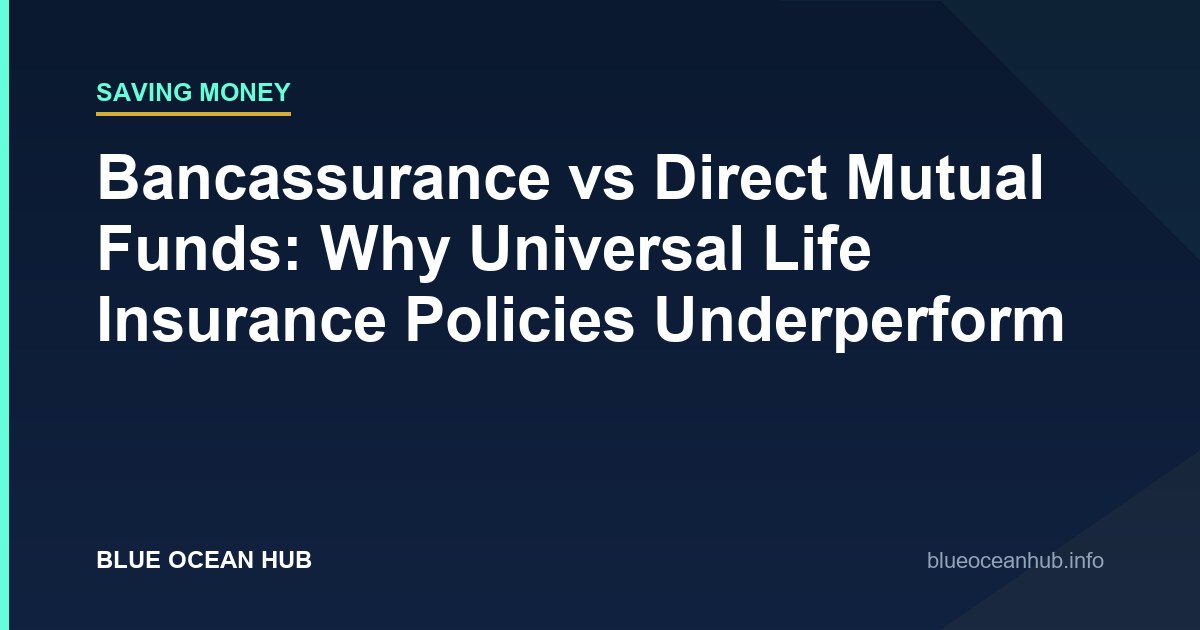 SAVING MONEY
Bancassurance vs Direct Mutual
Funds: Why Universal Life
Insurance Policies Underperform
BLUE OCEAN HUB
blueoceanhub.info